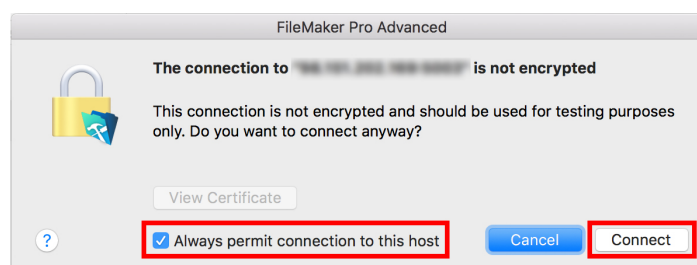 FileMaker Pro Advanced
The connection to is not encrypted
This connection is not encrypted and should be used for testing purposes
only. Do you want to connect anyway?
View Certificate
? Always permit connection to this host Cancel Connect